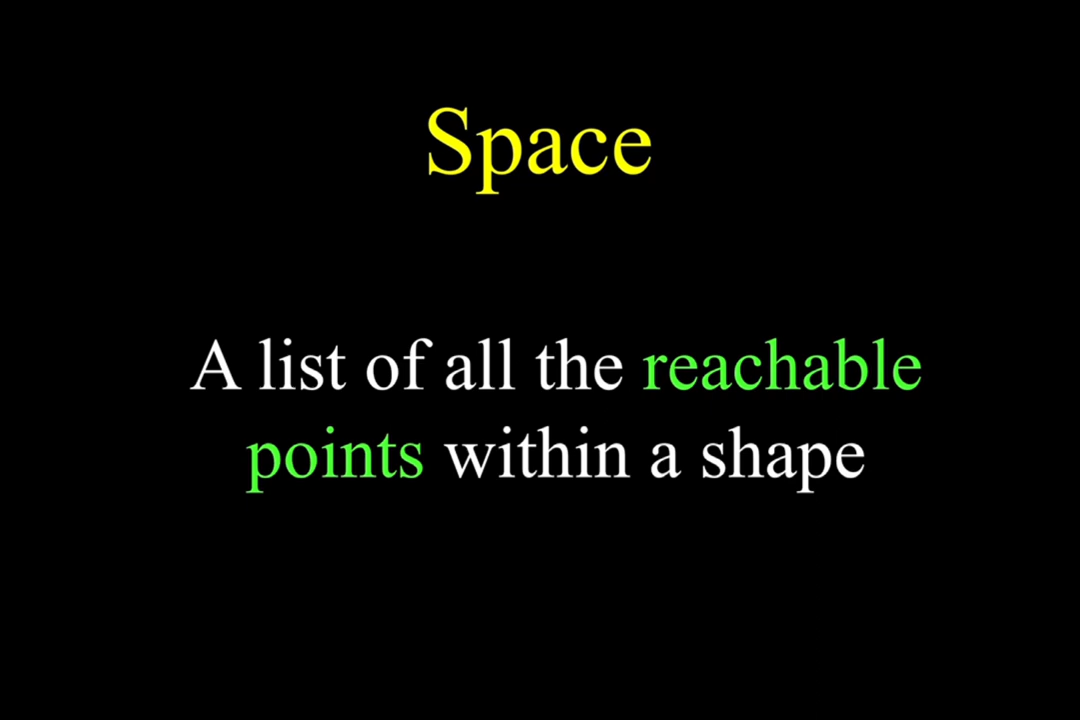 Space
A list of all the reachable
points within a shape